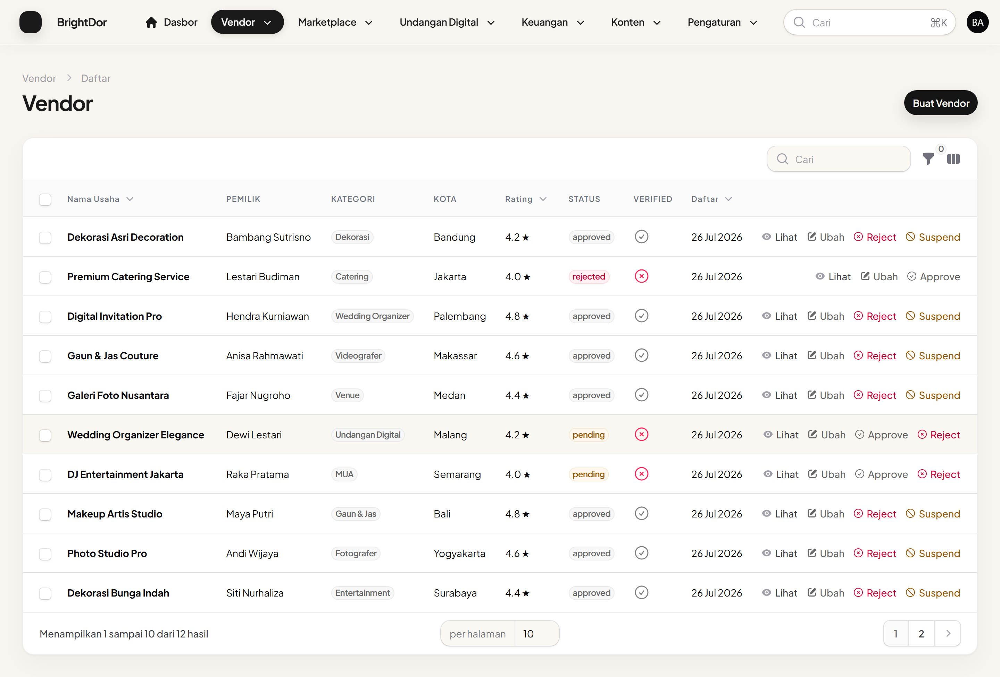 BrightDor Dasbor Vendor Marketplace Undangan Digital Keuangan Konten Pengaturan Cari ⌘K BA
Vendor Daftar
Vendor
Buat Vendor
Cari 0
Nama Usaha PEMILIK KATEGORI KOTA Rating STATUS VERIFIED Daftar
Dekorasi Asri Decoration Bambang Sutrisno Dekorasi Bandung 4.2 ★ approved 26 Jul 2026 Lihat Ubah Reject Suspend
Premium Catering Service Lestari Budiman Catering Jakarta 4.0 ★ rejected 26 Jul 2026 Lihat Ubah Approve
Digital Invitation Pro Hendra Kurniawan Wedding Organizer Palembang 4.8 ★ approved 26 Jul 2026 Lihat Ubah Reject Suspend
Gaun & Jas Couture Anisa Rahmawati Videografer Makassar 4.6 ★ approved 26 Jul 2026 Lihat Ubah Reject Suspend
Galeri Foto Nusantara Fajar Nugroho Venue Medan 4.4 ★ approved 26 Jul 2026 Lihat Ubah Reject Suspend
Wedding Organizer Elegance Dewi Lestari Undangan Digital Malang 4.2 ★ pending 26 Jul 2026 Lihat Ubah Approve Reject
DJ Entertainment Jakarta Raka Pratama MUA Semarang 4.0 ★ pending 26 Jul 2026 Lihat Ubah Approve Reject
Makeup Artis Studio Maya Putri Gaun & Jas Bali 4.8 ★ approved 26 Jul 2026 Lihat Ubah Reject Suspend
Photo Studio Pro Andi Wijaya Fotografer Yogyakarta 4.6 ★ approved 26 Jul 2026 Lihat Ubah Reject Suspend
Dekorasi Bunga Indah Siti Nurhaliza Entertainment Surabaya 4.4 ★ approved 26 Jul 2026 Lihat Ubah Reject Suspend
Menampilkan 1 sampai 10 dari 12 hasil per halaman 10 1 2